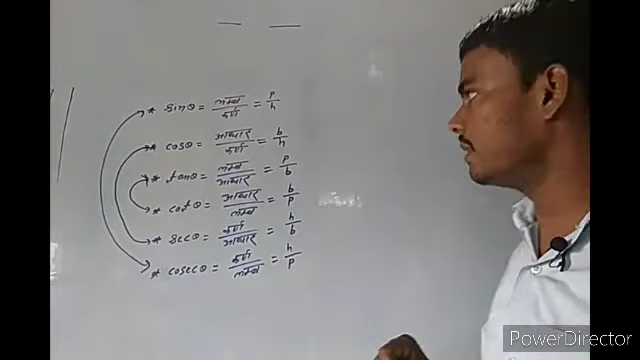 * sinθ = लम्ब/कर्ण = P/h
* cosθ = आधार/कर्ण = b/h
* tanθ = लम्ब/आधार = P/b
* cotθ = आधार/लम्ब = b/P
* secθ = कर्ण/आधार = h/b
* cosecθ = कर्ण/लम्ब = h/P
PowerDirector